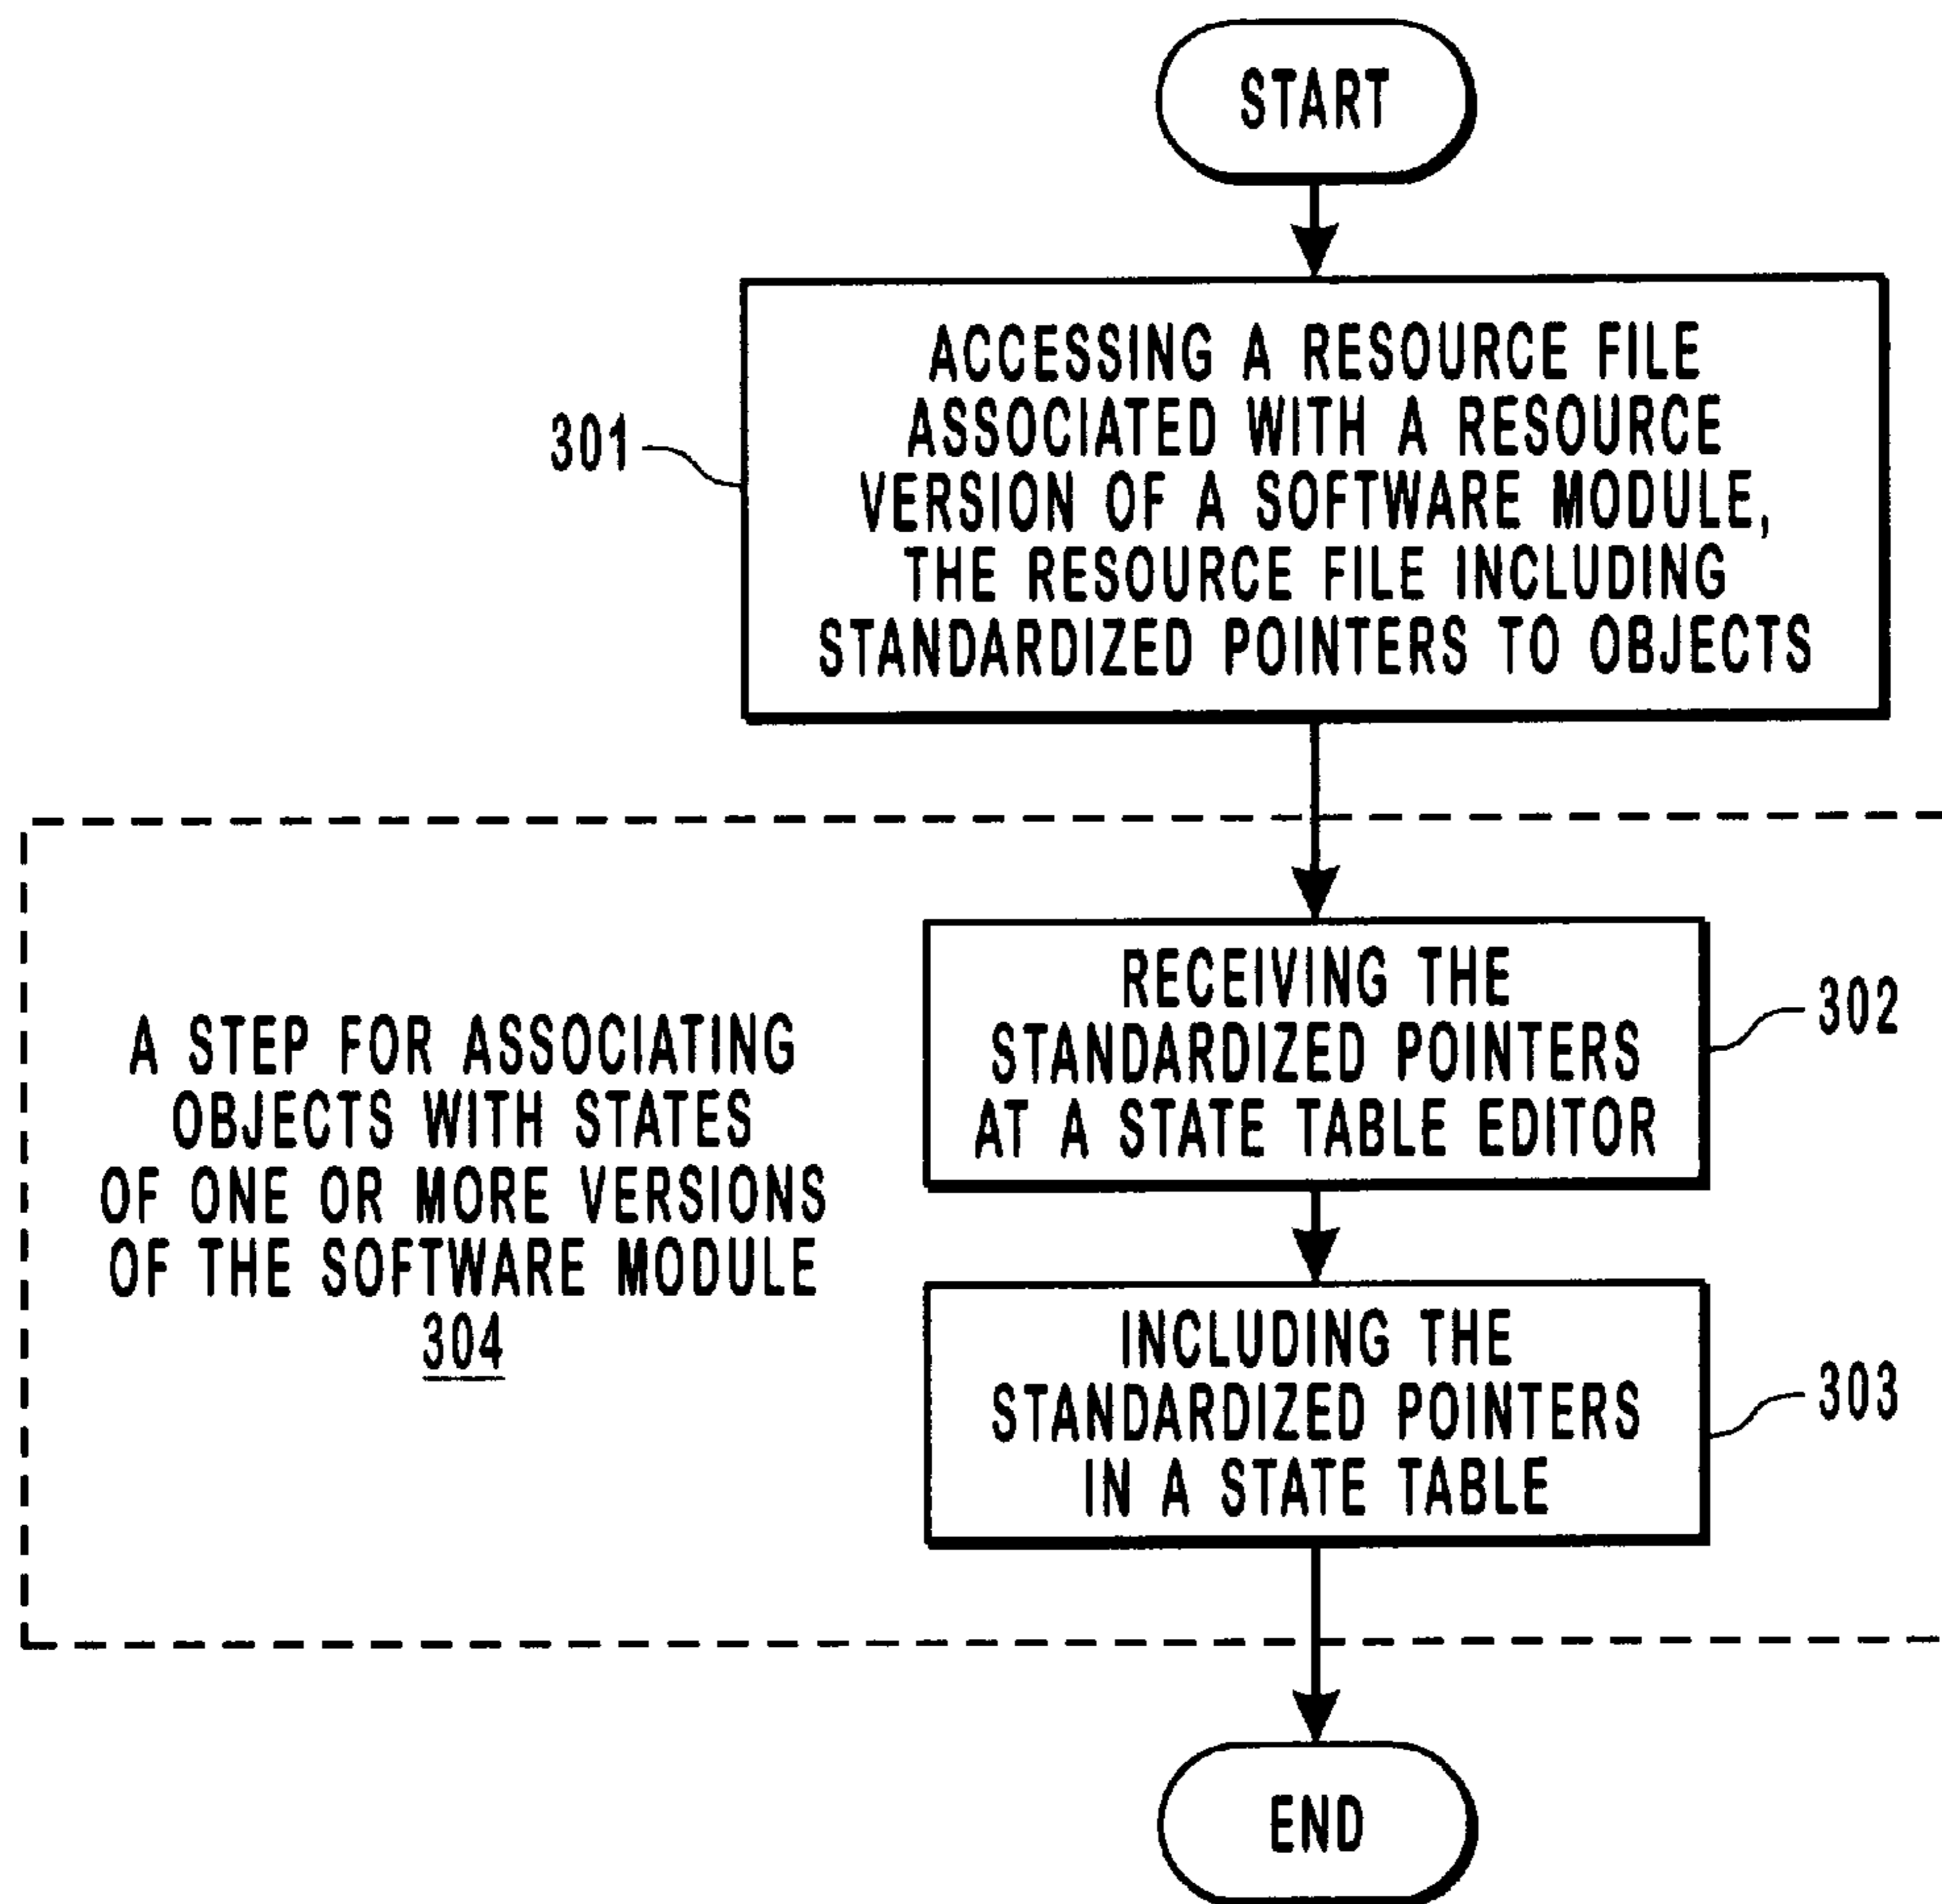 START
301
ACCESSING A RESOURCE FILE
ASSOCIATED WITH A RESOURCE
VERSION OF A SOFTWARE MODULE,
THE RESOURCE FILE INCLUDING
STANDARDIZED POINTERS TO OBJECTS
A STEP FOR ASSOCIATING
OBJECTS WITH STATES
OF ONE OR MORE VERSIONS
OF THE SOFTWARE MODULE
304
RECEIVING THE
STANDARDIZED POINTERS
AT A STATE TABLE EDITOR
302
INCLUDING THE
STANDARDIZED POINTERS
IN A STATE TABLE
303
END